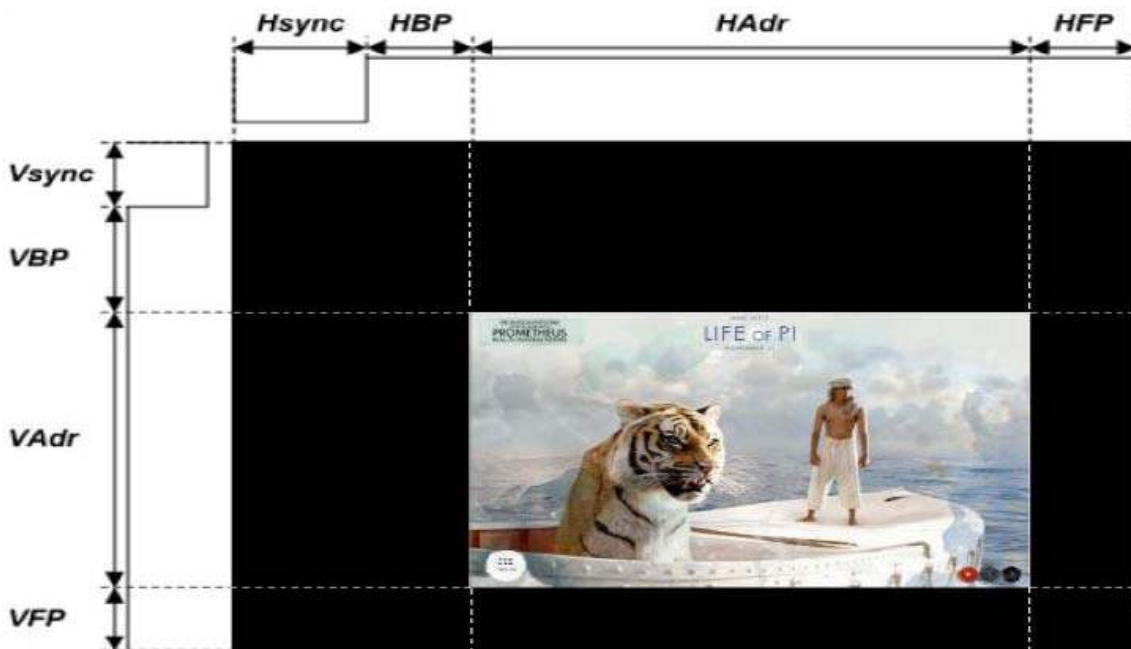 Hsync HBP HAdr HFP
Vsync
VBP
PROMETHEUS
LIFE OF PI
VAdr
VFP